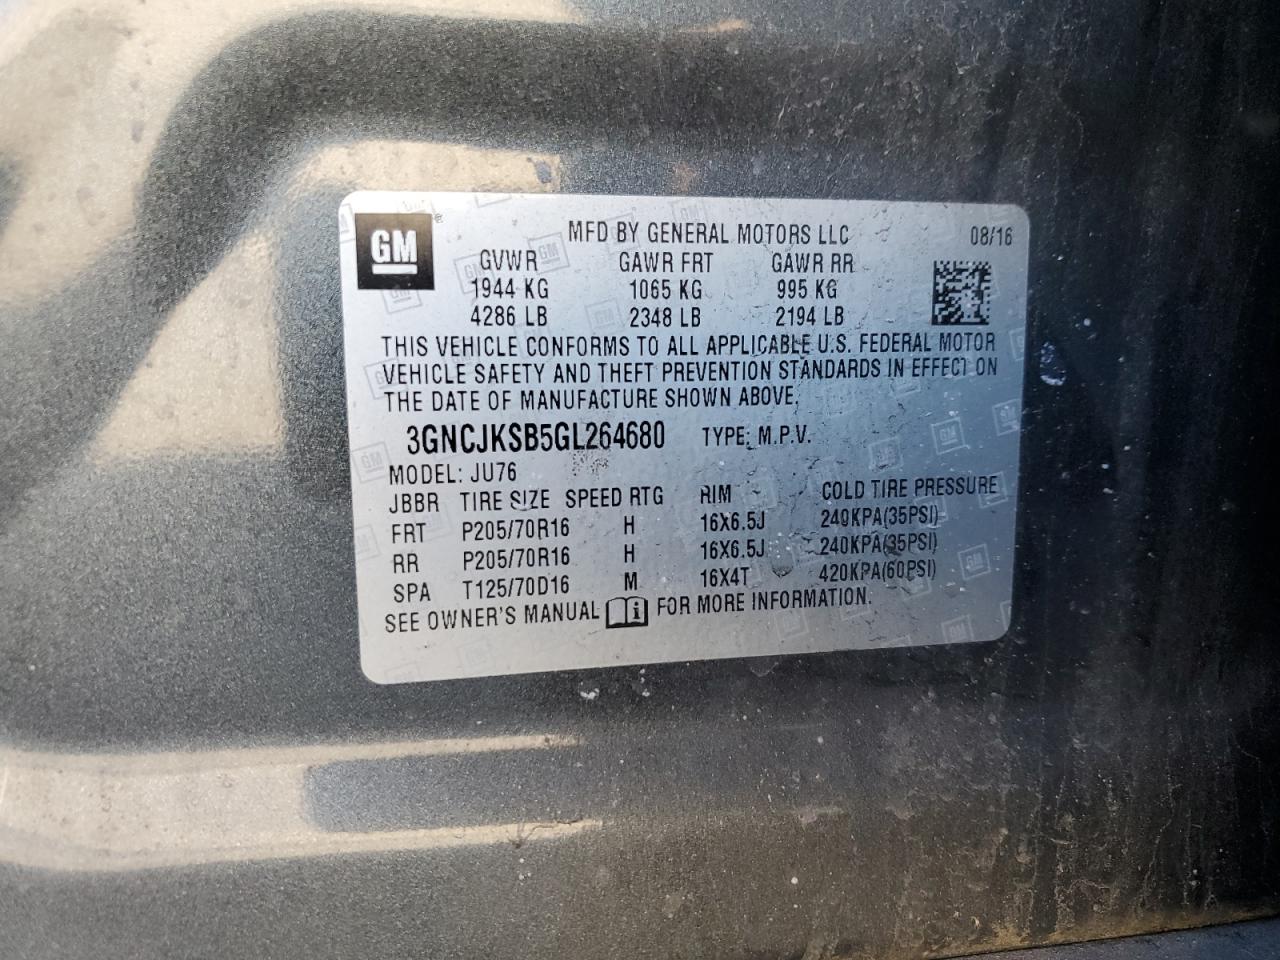 GM
®
MFD BY GENERAL MOTORS LLC 08/16
GVWR GAWR FRT GAWR RR
1944 KG 1065 KG 995 KG
4286 LB 2348 LB 2194 LB
THIS VEHICLE CONFORMS TO ALL APPLICABLE U.S. FEDERAL MOTOR
VEHICLE SAFETY AND THEFT PREVENTION STANDARDS IN EFFECT ON
THE DATE OF MANUFACTURE SHOWN ABOVE.
3GNCJKSB5GL264680 TYPE: M.P.V.
MODEL: JU76
JBBR TIRE SIZE SPEED RTG RIM COLD TIRE PRESSURE
FRT P205/70R16 H 16X6.5J 240KPA(35PSI)
RR P205/70R16 H 16X6.5J 240KPA(35PSI)
SPA T125/70D16 M 16X4T 420KPA(60PSI)
SEE OWNER'S MANUAL i FOR MORE INFORMATION.